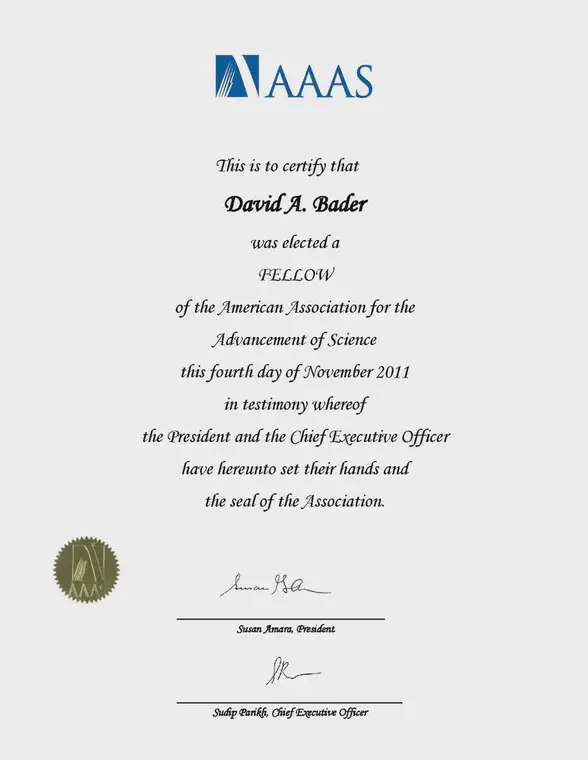 AAAS
This is to certify that
David A. Bader
was elected a
FELLOW
of the American Association for the
Advancement of Science
this fourth day of November 2011
in testimony whereof
the President and the Chief Executive Officer
have hereunto set their hands and
the seal of the Association.
AAAS
Susan Amara, President
Sudip Parikh, Chief Executive Officer